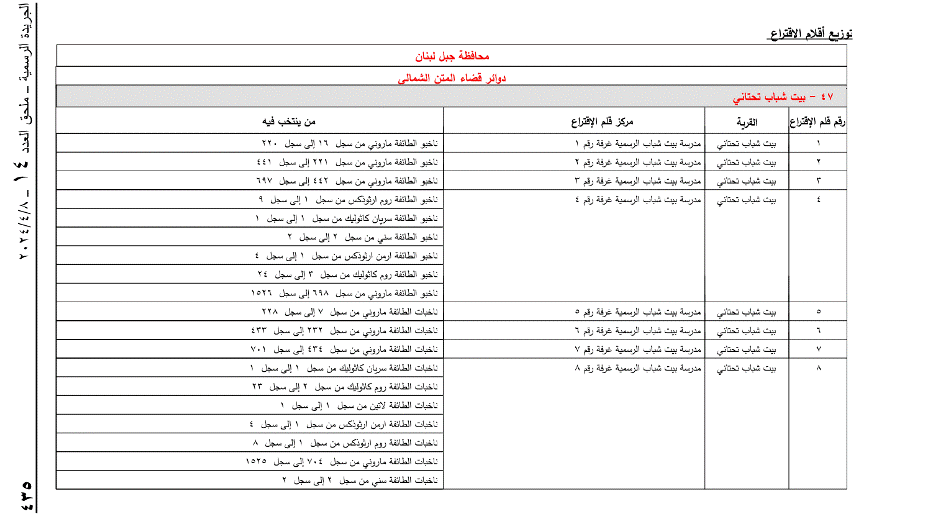 الجريدة الرسمية – ملحق العدد ١٤ – ٢٠٢٤/٤/٨
توزيع أقلام الاقتراع
محافظة جبل لبنان
دوائر قضاء المتن الشمالي
٤٧ - بيت شباب تحتاني
رقم قلم الإقتراع القرية مركز قلم الإقتراع من ينتخب فيه
١ بيت شباب تحتاني مدرسة بيت شباب الرسمية غرفة رقم ١ ناخبو الطائفة ماروني من سجل ١٦ إلى سجل ٢٢٠
٢ بيت شباب تحتاني مدرسة بيت شباب الرسمية غرفة رقم ٢ ناخبو الطائفة ماروني من سجل ٢٢١ إلى سجل ٤٤١
٣ بيت شباب تحتاني مدرسة بيت شباب الرسمية غرفة رقم ٣ ناخبو الطائفة ماروني من سجل ٤٤٢ إلى سجل ٦٩٧
٤ بيت شباب تحتاني مدرسة بيت شباب الرسمية غرفة رقم ٤ ناخبو الطائفة روم ارثوذكس من سجل ١ إلى سجل ٩
ناخبو الطائفة سريان كاثوليك من سجل ١ إلى سجل ١
ناخبو الطائفة سني من سجل ٢ إلى سجل ٢
ناخبو الطائفة ارمن ارثوذكس من سجل ١ إلى سجل ٤
ناخبو الطائفة روم كاثوليك من سجل ٣ إلى سجل ٢٤
ناخبو الطائفة ماروني من سجل ٦٩٨ إلى سجل ١٥٢٦
٥ بيت شباب تحتاني مدرسة بيت شباب الرسمية غرفة رقم ٥ ناخبات الطائفة ماروني من سجل ٧ إلى سجل ٢٢٨
٦ بيت شباب تحتاني مدرسة بيت شباب الرسمية غرفة رقم ٦ ناخبات الطائفة ماروني من سجل ٢٣٢ إلى سجل ٤٣٣
٧ بيت شباب تحتاني مدرسة بيت شباب الرسمية غرفة رقم ٧ ناخبات الطائفة ماروني من سجل ٤٣٤ إلى سجل ٧٠١
٨ بيت شباب تحتاني مدرسة بيت شباب الرسمية غرفة رقم ٨ ناخبات الطائفة سريان كاثوليك من سجل ١ إلى سجل ١
ناخبات الطائفة روم كاثوليك من سجل ٢ إلى سجل ٢٣
ناخبات الطائفة لاتين من سجل ١ إلى سجل ١
ناخبات الطائفة ارمن ارثوذكس من سجل ١ إلى سجل ٤
ناخبات الطائفة روم ارثوذكس من سجل ١ إلى سجل ٨
ناخبات الطائفة ماروني من سجل ٧٠٤ إلى سجل ١٥٢٥
ناخبات الطائفة سني من سجل ٢ إلى سجل ٢
٤٣٥